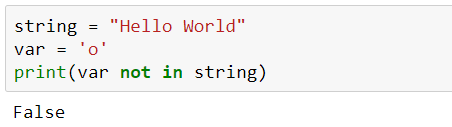 string = "Hello World"
var = 'o'
print(var not in string)
False